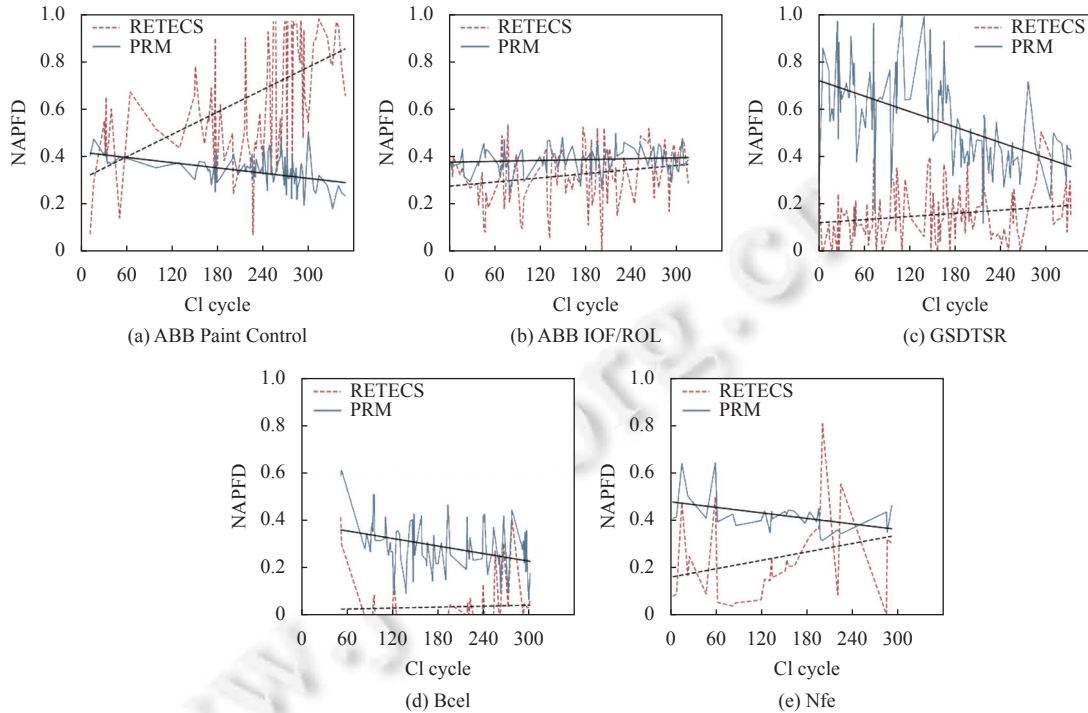 1.0
0.8
0.6
0.4
0.2
0
NAPFD
RETECS
PRM
0 60 120 180 240 300
CI cycle
(a) ABB Paint Control
1.0
0.8
0.6
0.4
0.2
0
NAPFD
RETECS
PRM
0 60 120 180 240 300
CI cycle
(b) ABB IOF/ROL
1.0
0.8
0.6
0.4
0.2
0
NAPFD
RETECS
PRM
0 60 120 180 240 300
CI cycle
(c) GSDTSR
1.0
0.8
0.6
0.4
0.2
0
NAPFD
RETECS
PRM
0 60 120 180 240 300
CI cycle
(d) Bcel
1.0
0.8
0.6
0.4
0.2
0
NAPFD
RETECS
PRM
0 60 120 180 240 300
CI cycle
(e) Nfe